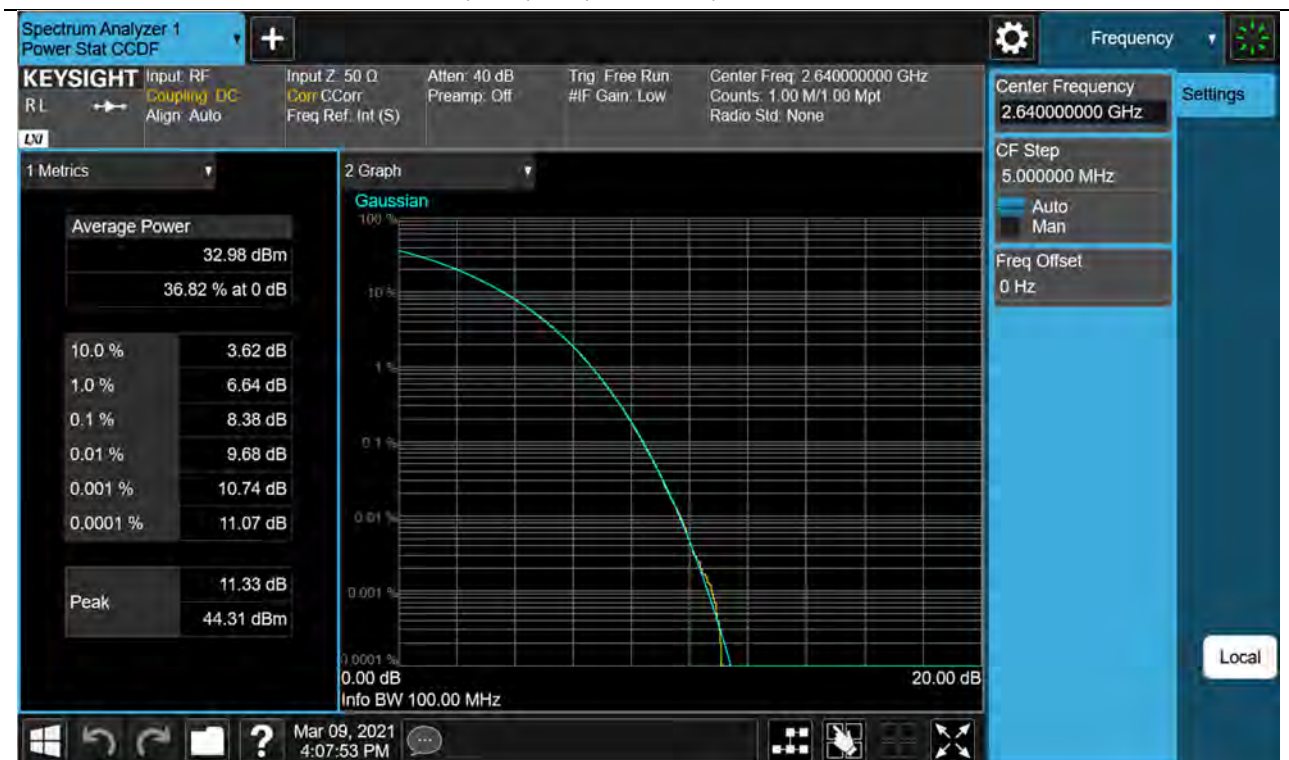 Spectrum Analyzer 1
Power Stat CCDF
Frequency
KEYSIGHT
RL
LXI
Input: RF
Coupling: DC
Align: Auto
Input Z: 50 Ω
Corr CCorr
Freq Ref: Int (S)
Atten: 40 dB
Preamp: Off
Trig: Free Run
#IF Gain: Low
Center Freq: 2.640000000 GHz
Counts: 1.00 M/1.00 Mpt
Radio Std: None
Center Frequency
2.640000000 GHz
Settings
CF Step
5.000000 MHz
Auto
Man
Freq Offset
0 Hz
Local
1 Metrics
Average Power
32.98 dBm
36.82 % at 0 dB
10.0 % 3.62 dB
1.0 % 6.64 dB
0.1 % 8.38 dB
0.01 % 9.68 dB
0.001 % 10.74 dB
0.0001 % 11.07 dB
Peak 11.33 dB
44.31 dBm
2 Graph
Gaussian
100 %
10 %
1 %
0.1 %
0.01 %
0.001 %
0.0001 %
0.00 dB 20.00 dB
Info BW 100.00 MHz
Mar 09, 2021
4:07:53 PM